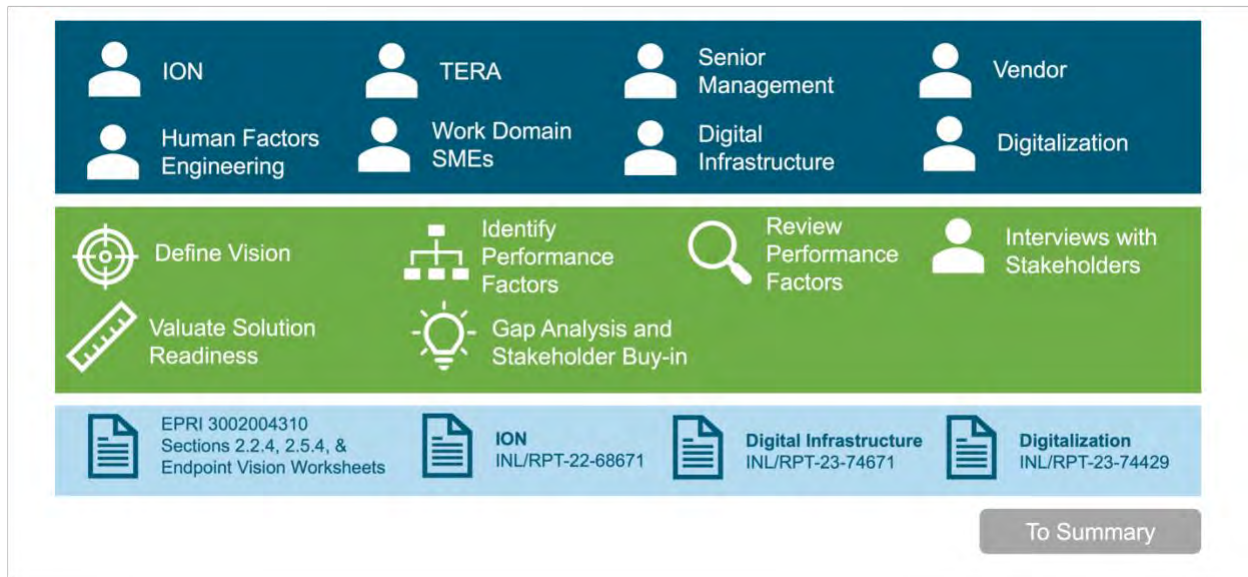 ION
TERA
Senior
Management
Vendor
Human Factors
Engineering
Work Domain
SMEs
Digital
Infrastructure
Digitalization
Define Vision
Identify
Performance
Factors
Review
Performance
Factors
Interviews with
Stakeholders
Valuate Solution
Readiness
Gap Analysis and
Stakeholder Buy-in
EPRI 3002004310
Sections 2.2.4, 2.5.4, &
Endpoint Vision Worksheets
ION
INL/RPT-22-68671
Digital Infrastructure
INL/RPT-23-74671
Digitalization
INL/RPT-23-74429
To Summary